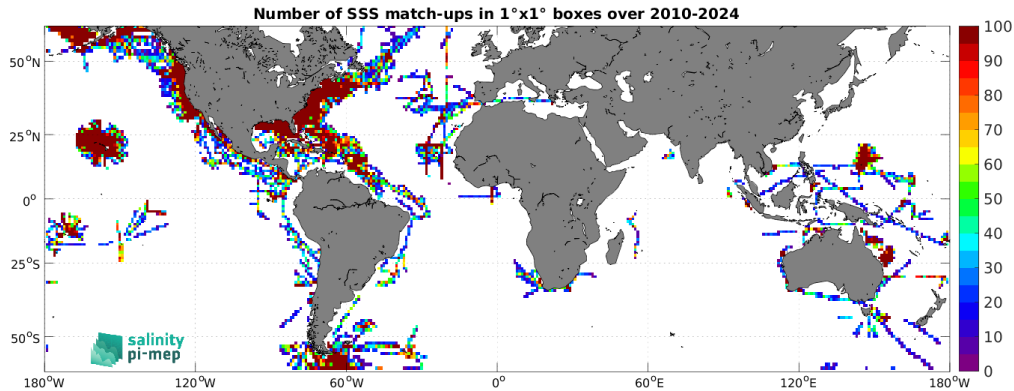 Number of SSS match-ups in 1°x1° boxes over 2010-2024
50°N
25°N
0°
25°S
50°S
180°W
120°W
60°W
0°
60°E
120°E
180°W
100
90
80
70
60
50
40
30
20
10
0
salinity
pi-mep